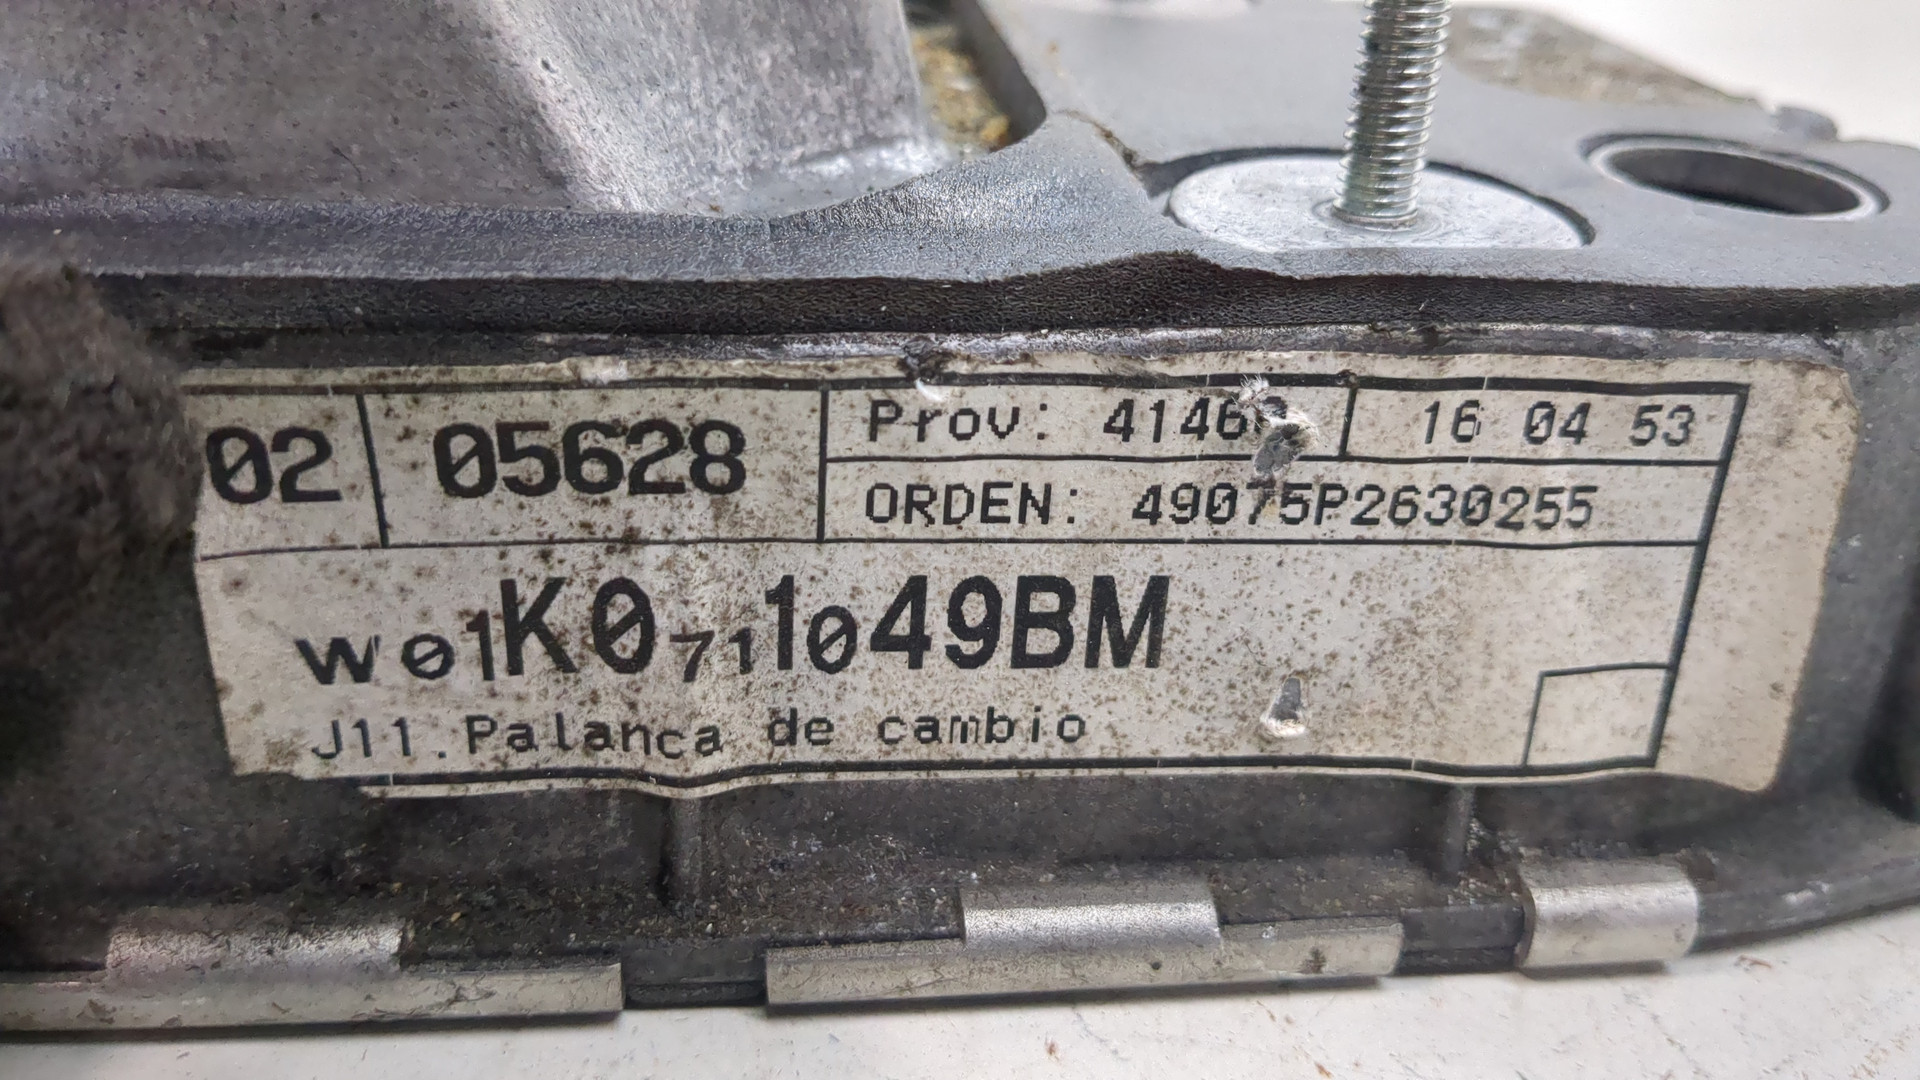 02 05628 Prov: 4146 16 04 53
ORDEN: 49075P2630255
W01K0711049BM
J11.Palanca de cambio